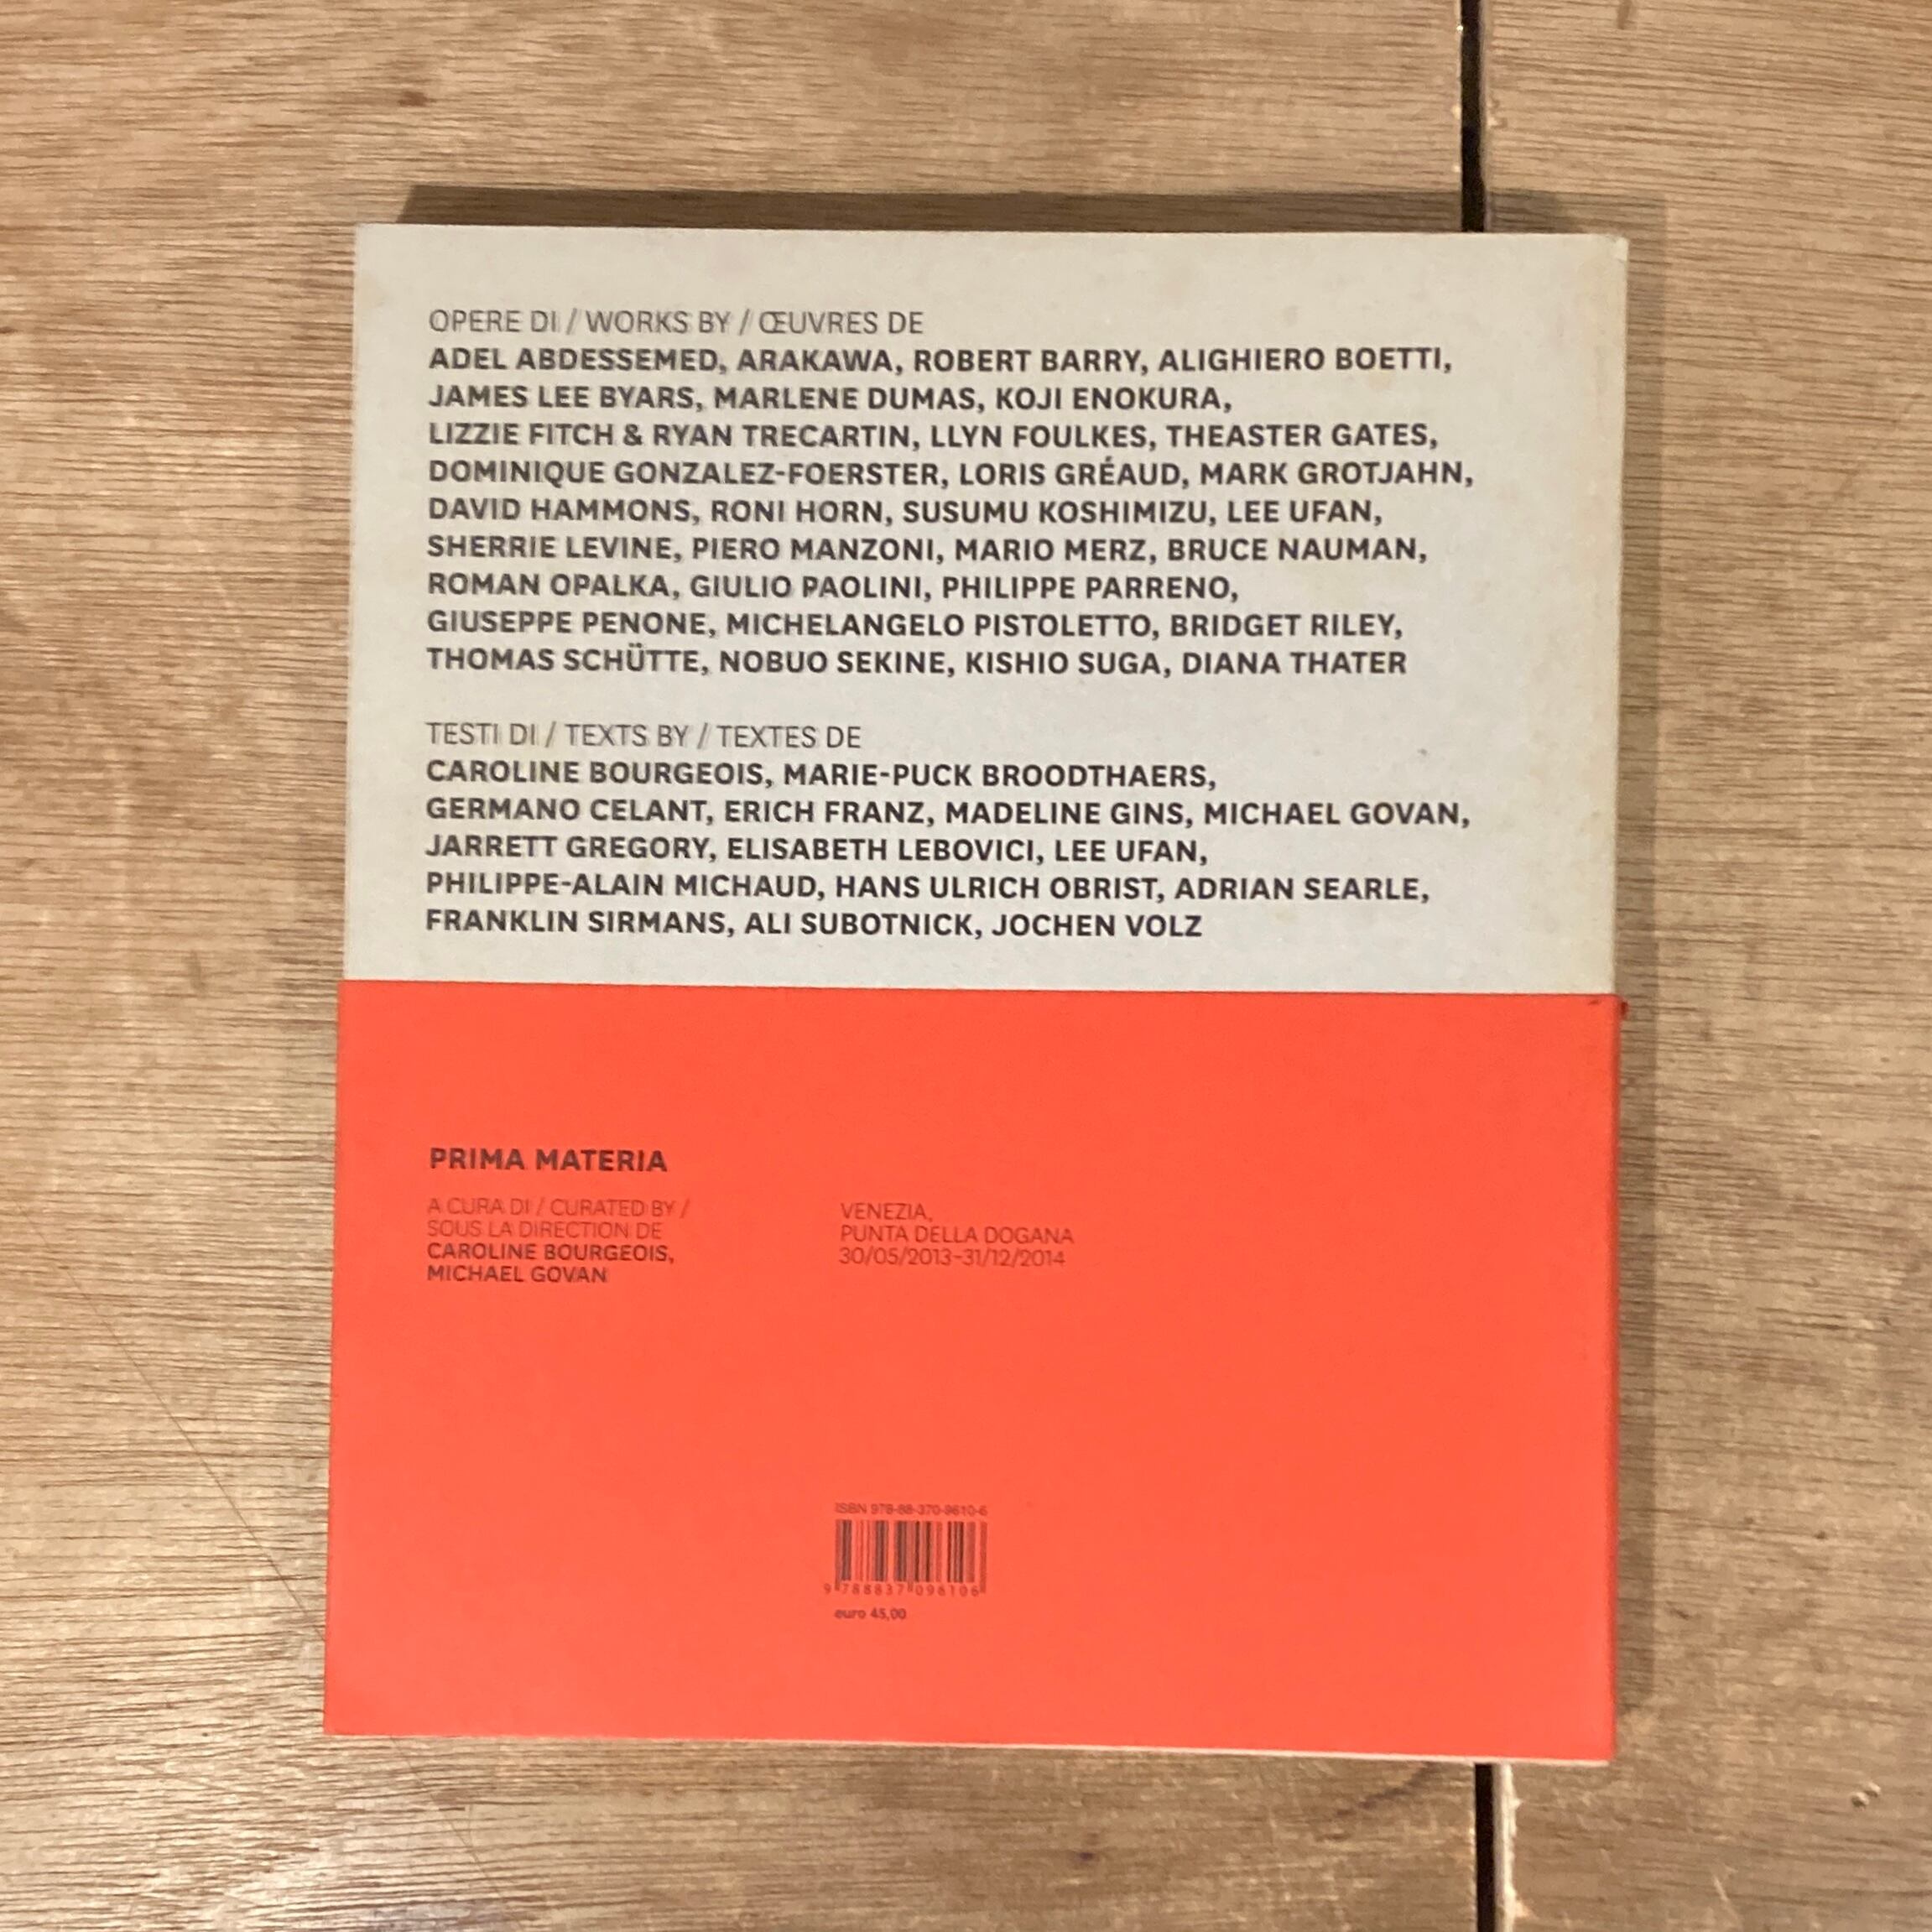 OPERE DI / WORKS BY / ŒUVRES DE
ADEL ABDESSEMED, ARAKAWA, ROBERT BARRY, ALIGHIERO BOETTI,
JAMES LEE BYARS, MARLENE DUMAS, KOJI ENOKURA,
LIZZIE FITCH & RYAN TRECARTIN, LLYN FOULKES, THEASTER GATES,
DOMINIQUE GONZALEZ-FOERSTER, LORIS GRÉAUD, MARK GROTJAHN,
DAVID HAMMONS, RONI HORN, SUSUMU KOSHIMIZU, LEE UFAN,
SHERRIE LEVINE, PIERO MANZONI, MARIO MERZ, BRUCE NAUMAN,
ROMAN OPALKA, GIULIO PAOLINI, PHILIPPE PARRENO,
GIUSEPPE PENONE, MICHELANGELO PISTOLETTO, BRIDGET RILEY,
THOMAS SCHÜTTE, NOBUO SEKINE, KISHIO SUGA, DIANA THATER
TESTI DI / TEXTS BY / TEXTES DE
CAROLINE BOURGEOIS, MARIE-PUCK BROODTHAERS,
GERMANO CELANT, ERICH FRANZ, MADELINE GINS, MICHAEL GOVAN,
JARRETT GREGORY, ELISABETH LEBOVICI, LEE UFAN,
PHILIPPE-ALAIN MICHAUD, HANS ULRICH OBRIST, ADRIAN SEARLE,
FRANKLIN SIRMANS, ALI SUBOTNICK, JOCHEN VOLZ
PRIMA MATERIA
A CURA DI / CURATED BY /
SOUS LA DIRECTION DE
CAROLINE BOURGEOIS,
MICHAEL GOVAN
VENEZIA,
PUNTA DELLA DOGANA
30/05/2013-31/12/2014
ISBN 978-88-370-9610-6
9 788837 096106
euro 45,00